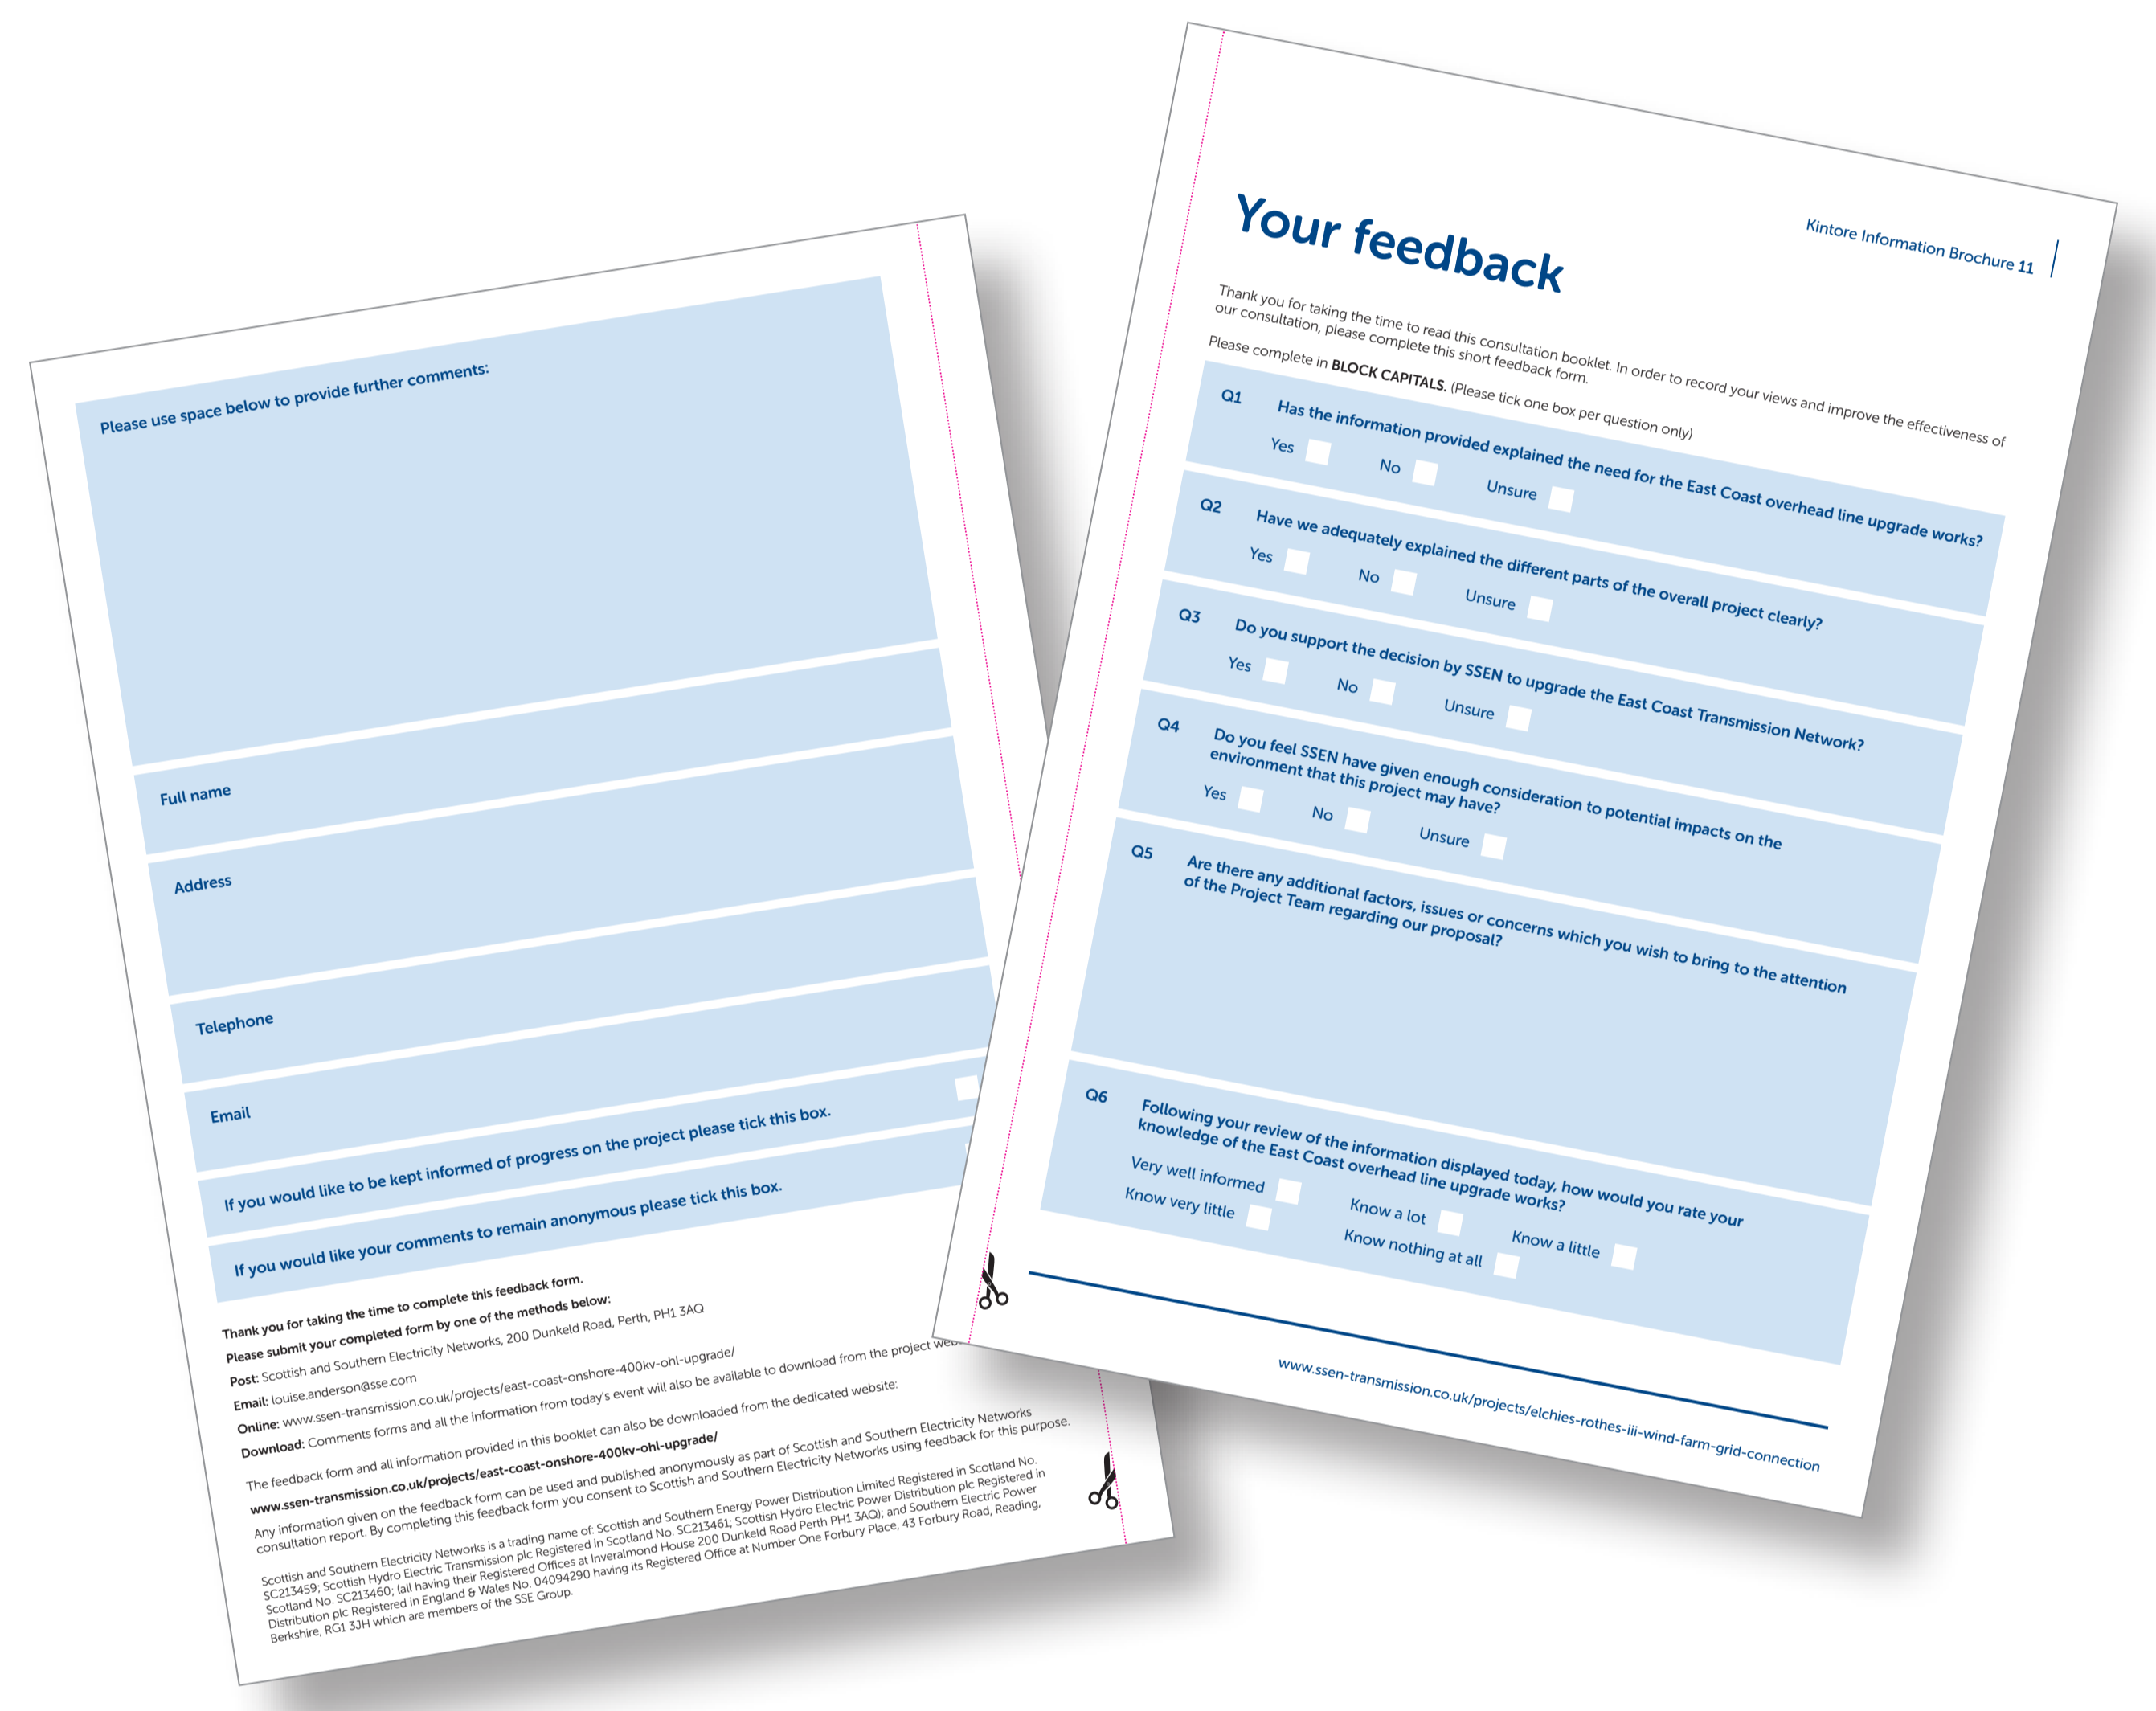 Please use space below to provide further comments:
Full name
Address
Telephone
Email
If you would like to be kept informed of progress on the project please tick this box.
If you would like your comments to remain anonymous please tick this box.
Thank you for taking the time to complete this feedback form.
Please submit your completed form by one of the methods below:
Post: Scottish and Southern Electricity Networks, 200 Dunkeld Road, Perth, PH1 3AQ
Email: louise.anderson@sse.com
Online: www.ssen-transmission.co.uk/projects/east-coast-onshore-400kv-ohl-upgrade/
Download: Comments forms and all the information from today's event will also be available to download from the project
The feedback form and all information provided in this booklet can also be downloaded from the dedicated website:
www.ssen-transmission.co.uk/projects/east-coast-onshore-400kv-ohl-upgrade/
Any information given on the feedback form can be used and published anonymously as part of Scottish and Southern Electricity Networks
consultation report. By completing this feedback form you consent to Scottish and Southern Electricity Networks using feedback for this purpose.
Scottish and Southern Electricity Networks is a trading name of: Scottish and Southern Energy Power Distribution Limited Registered in Scotland No.
SC213459; Scottish Hydro Electric Transmission plc Registered in Scotland No. SC213461; Scottish Hydro Electric Power Distribution plc Registered in
Scotland No. SC213460; (all having their Registered Offices at Inveralmond House 200 Dunkeld Road Perth PH1 3AQ); and Southern Electric Power
Distribution plc Registered in England & Wales No. 04094290 having its Registered Office at Number One Forbury Place, 43 Forbury Road, Reading,
Berkshire, RG1 3JH which are members of the SSE Group.
Kintore Information Brochure 11
Your feedback
Thank you for taking the time to read this consultation booklet. In order to record your views and improve the effectiveness of
our consultation, please complete this short feedback form.
Please complete in BLOCK CAPITALS. (Please tick one box per question only)
Q1 Has the information provided explained the need for the East Coast overhead line upgrade works?
Yes No Unsure
Q2 Have we adequately explained the different parts of the overall project clearly?
Yes No Unsure
Q3 Do you support the decision by SSEN to upgrade the East Coast Transmission Network?
Yes No Unsure
Q4 Do you feel SSEN have given enough consideration to potential impacts on the
environment that this project may have?
Yes No Unsure
Q5 Are there any additional factors, issues or concerns which you wish to bring to the attention
of the Project Team regarding our proposal?
Q6 Following your review of the information displayed today, how would you rate your
knowledge of the East Coast overhead line upgrade works?
Very well informed Know a lot Know a little
Know very little Know nothing at all
www.ssen-transmission.co.uk/projects/elchies-rothes-iii-wind-farm-grid-connection